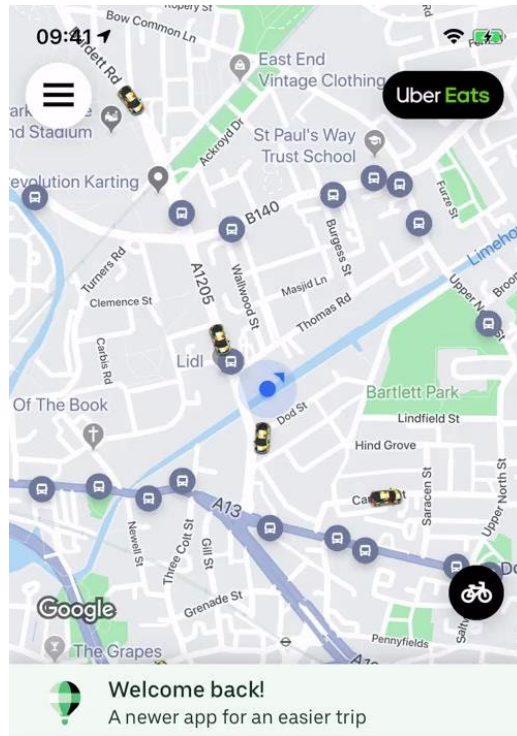 Bow Common Ln
09:41
East End
Vintage Clothing
Uber Eats
nd Stadium
Ackroyd Dr
St Paul's Way
Trust School
evolution Karting
B140
Furze St
Burgess St
Limeho
Turners Rd
A1205
Wallwood St
Masjid Ln
Clemence St
Thomas Rd
Upper N
Carbis Rd
Lidl
Bartlett Park
Of The Book
Dod St
Lindfield St
Hind Grove
Saracen St
Upper North St
A13
Newell St
Three Colt St
Gill St
Google
Grenade St
Pennyfields
The Grapes
Welcome back!
A newer app for an easier trip